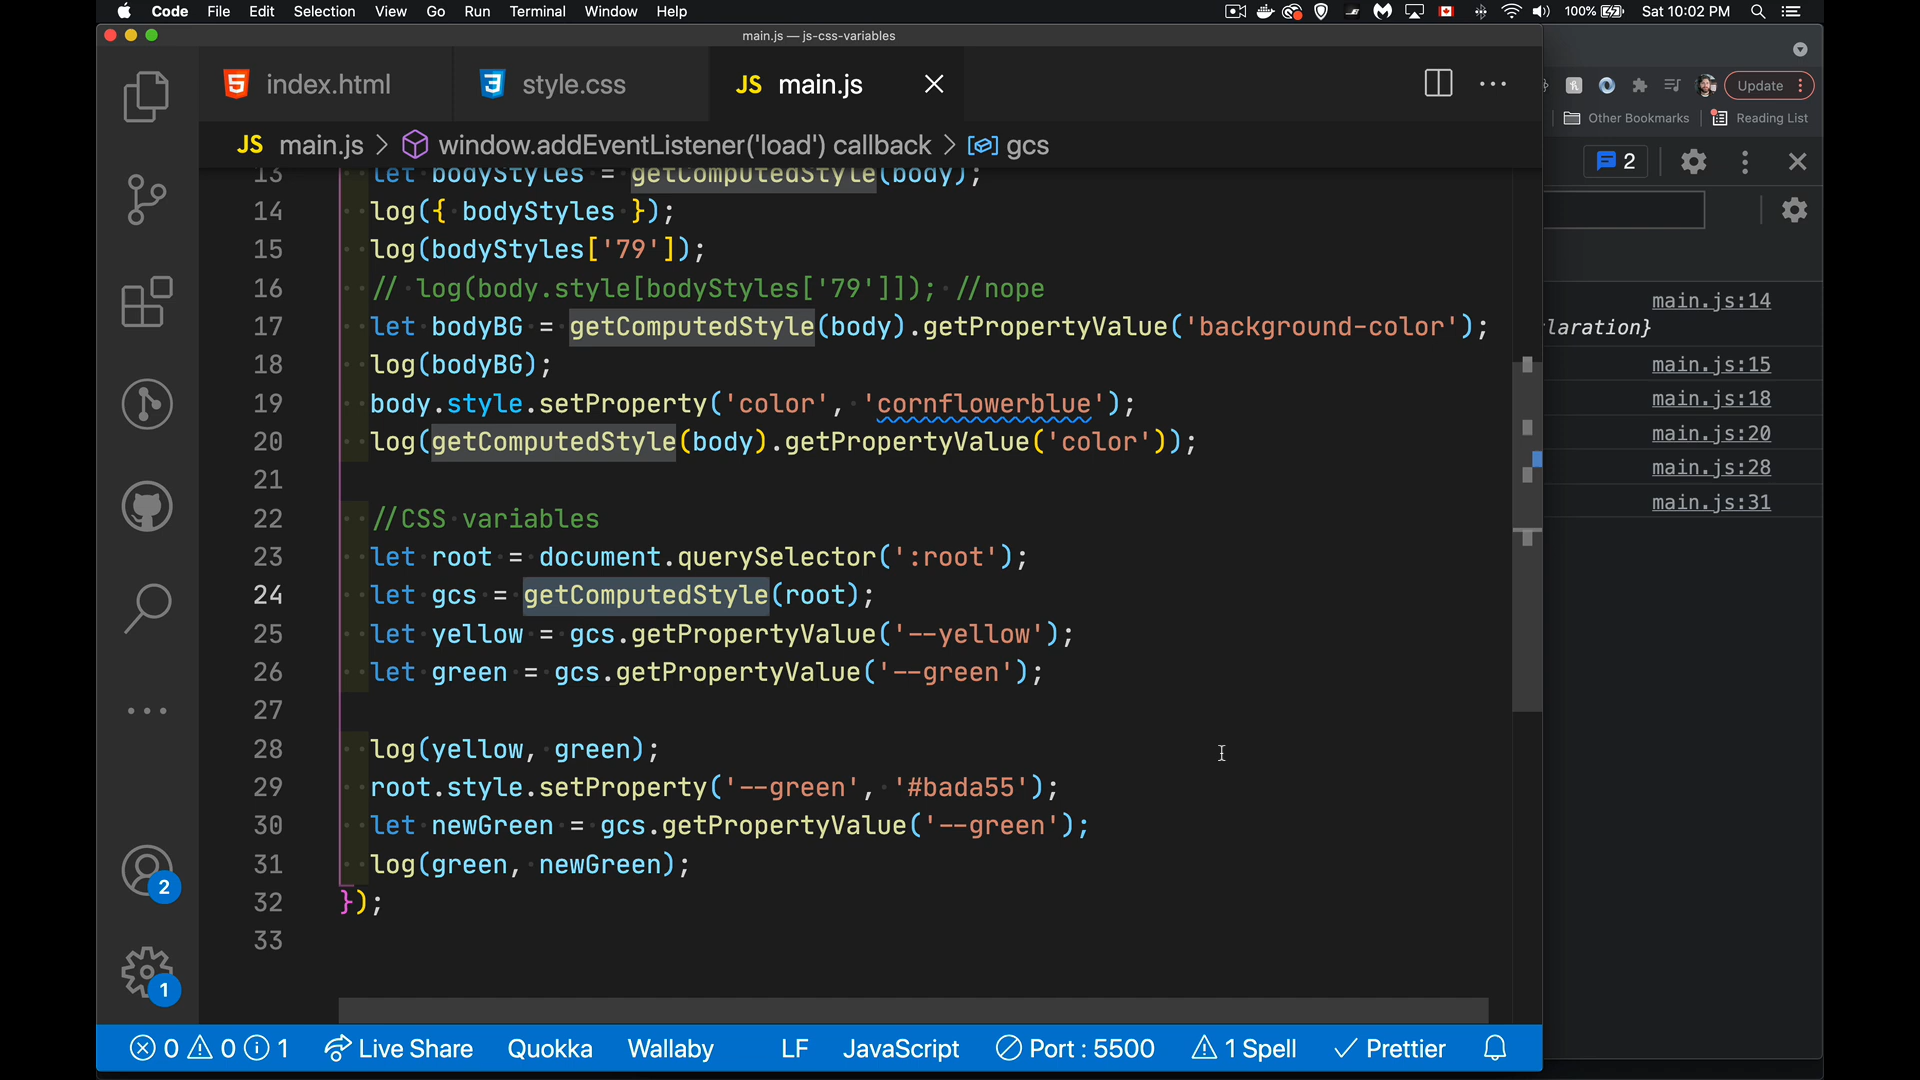 Code File Edit Selection View Go Run Terminal Window Help 100% Sat 10:02 PM
main.js — js-css-variables
index.html
style.css
JS main.js
Update
Other Bookmarks
Reading List
JS main.js > window.addEventListener('load') callback > gcs
2
13 let bodyStyles = getComputedStyle(body);
14 log({ bodyStyles });
15 log(bodyStyles['79']);
16 // log(body.style[bodyStyles['79']]); //nope
17 let bodyBG = getComputedStyle(body).getPropertyValue('background-color');
18 log(bodyBG);
19 body.style.setProperty('color', 'cornflowerblue');
20 log(getComputedStyle(body).getPropertyValue('color'));
21
22 //CSS variables
23 let root = document.querySelector(':root');
24 let gcs = getComputedStyle(root);
25 let yellow = gcs.getPropertyValue('--yellow');
26 let green = gcs.getPropertyValue('--green');
27
28 log(yellow, green);
29 root.style.setProperty('--green', '#bada55');
30 let newGreen = gcs.getPropertyValue('--green');
31 log(green, newGreen);
32 });
33
main.js:14
laration}
main.js:15
main.js:18
main.js:20
main.js:28
main.js:31
2
1
0 0 1 Live Share Quokka Wallaby LF JavaScript Port : 5500 1 Spell Prettier